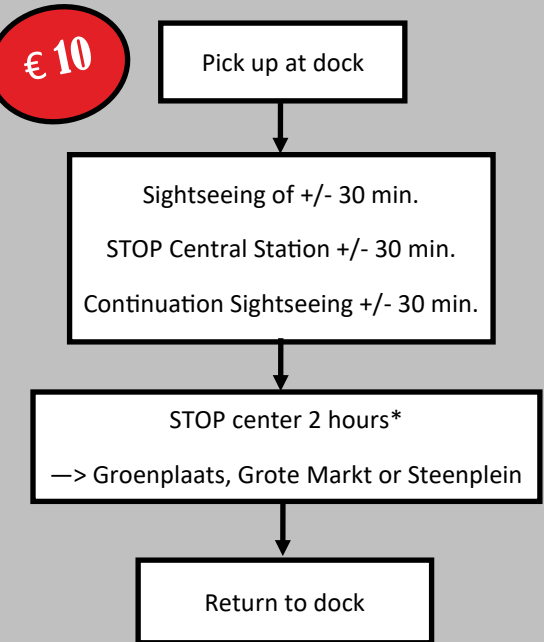 € 10
Pick up at dock
Sightseeing of +/- 30 min.
STOP Central Station +/- 30 min.
Continuation Sightseeing +/- 30 min.
STOP center 2 hours*
—> Groenplaats, Grote Markt or Steenplein
Return to dock